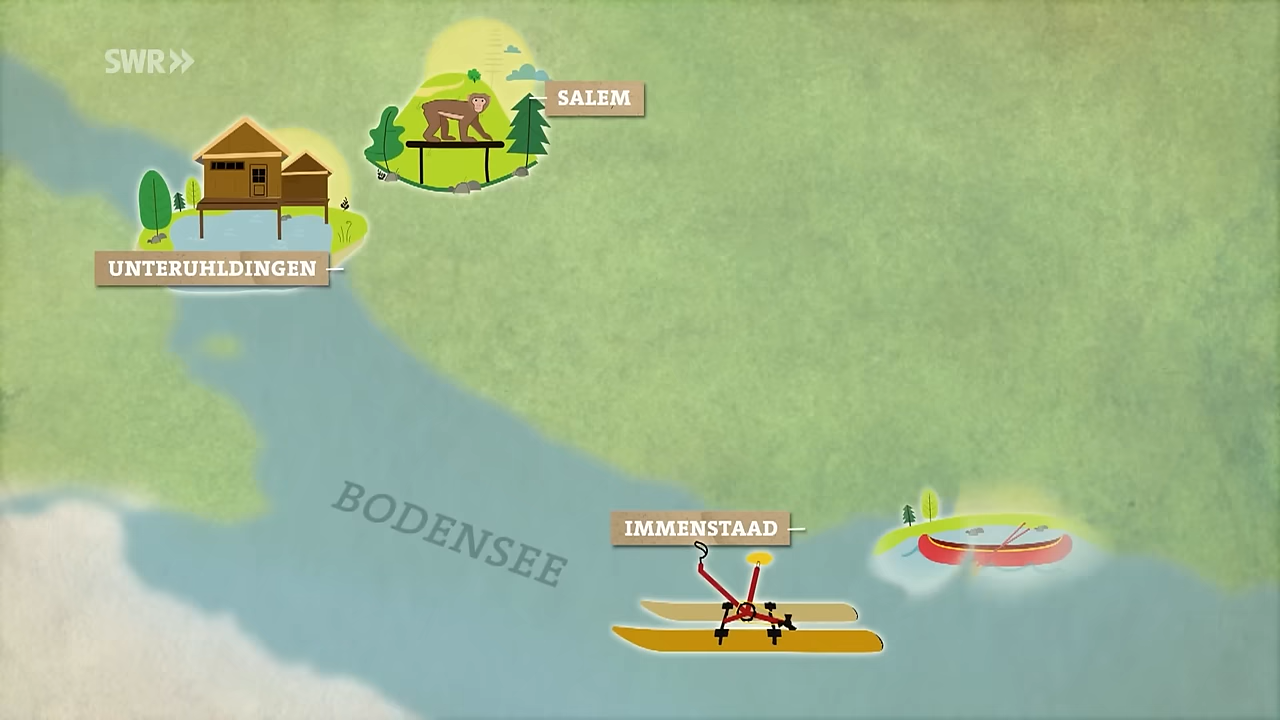 SWR
SALEM
UNTERUHLDINGEN
BODENSEE
IMMENSTAAD